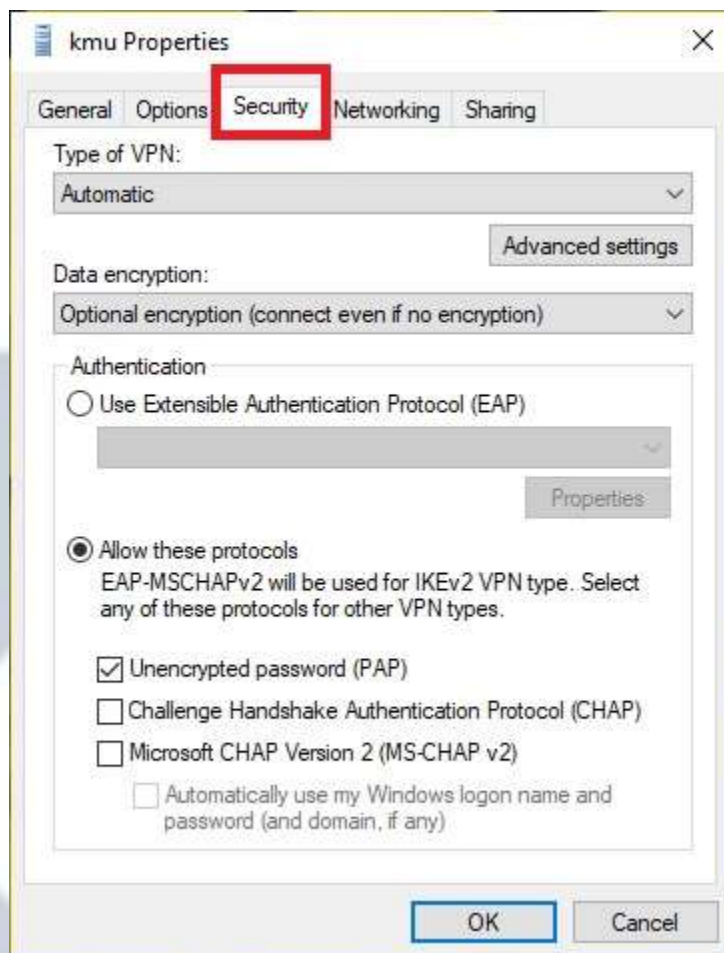 kmu Properties
General Options Security Networking Sharing
Type of VPN:
Automatic
Advanced settings
Data encryption:
Optional encryption (connect even if no encryption)
Authentication
Use Extensible Authentication Protocol (EAP)
Properties
Allow these protocols
EAP-MSCHAPv2 will be used for IKEv2 VPN type. Select
any of these protocols for other VPN types.
Unencrypted password (PAP)
Challenge Handshake Authentication Protocol (CHAP)
Microsoft CHAP Version 2 (MS-CHAP v2)
Automatically use my Windows logon name and
password (and domain, if any)
OK Cancel